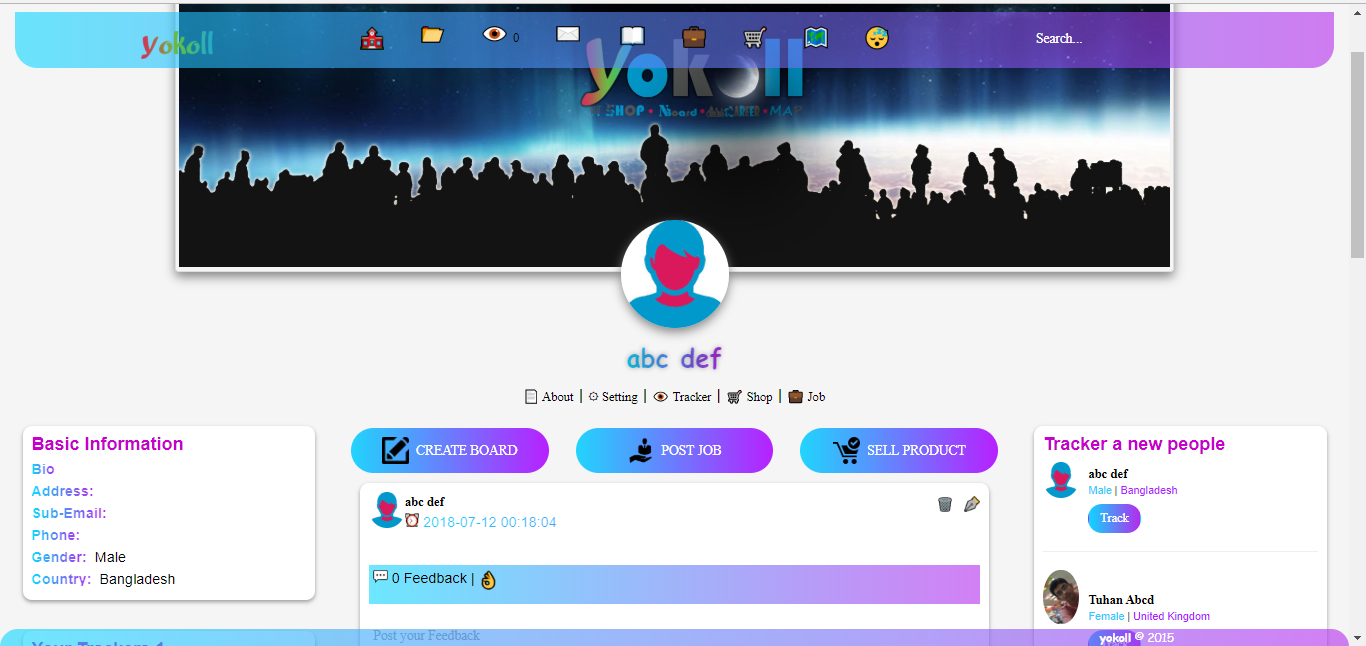 yokoll
0
Search...
yokoll
SHOP • Nboard • CAREER • MAP
abc def
About | Setting | Tracker | Shop | Job
Basic Information
Bio
Address:
Sub-Email:
Phone:
Gender: Male
Country: Bangladesh
CREATE BOARD
POST JOB
SELL PRODUCT
abc def
2018-07-12 00:18:04
0 Feedback |
Post your Feedback
Tracker a new people
abc def
Male | Bangladesh
Track
Tuhan Abcd
Female | United Kingdom
Your Trackers 1
yokoll © 2015